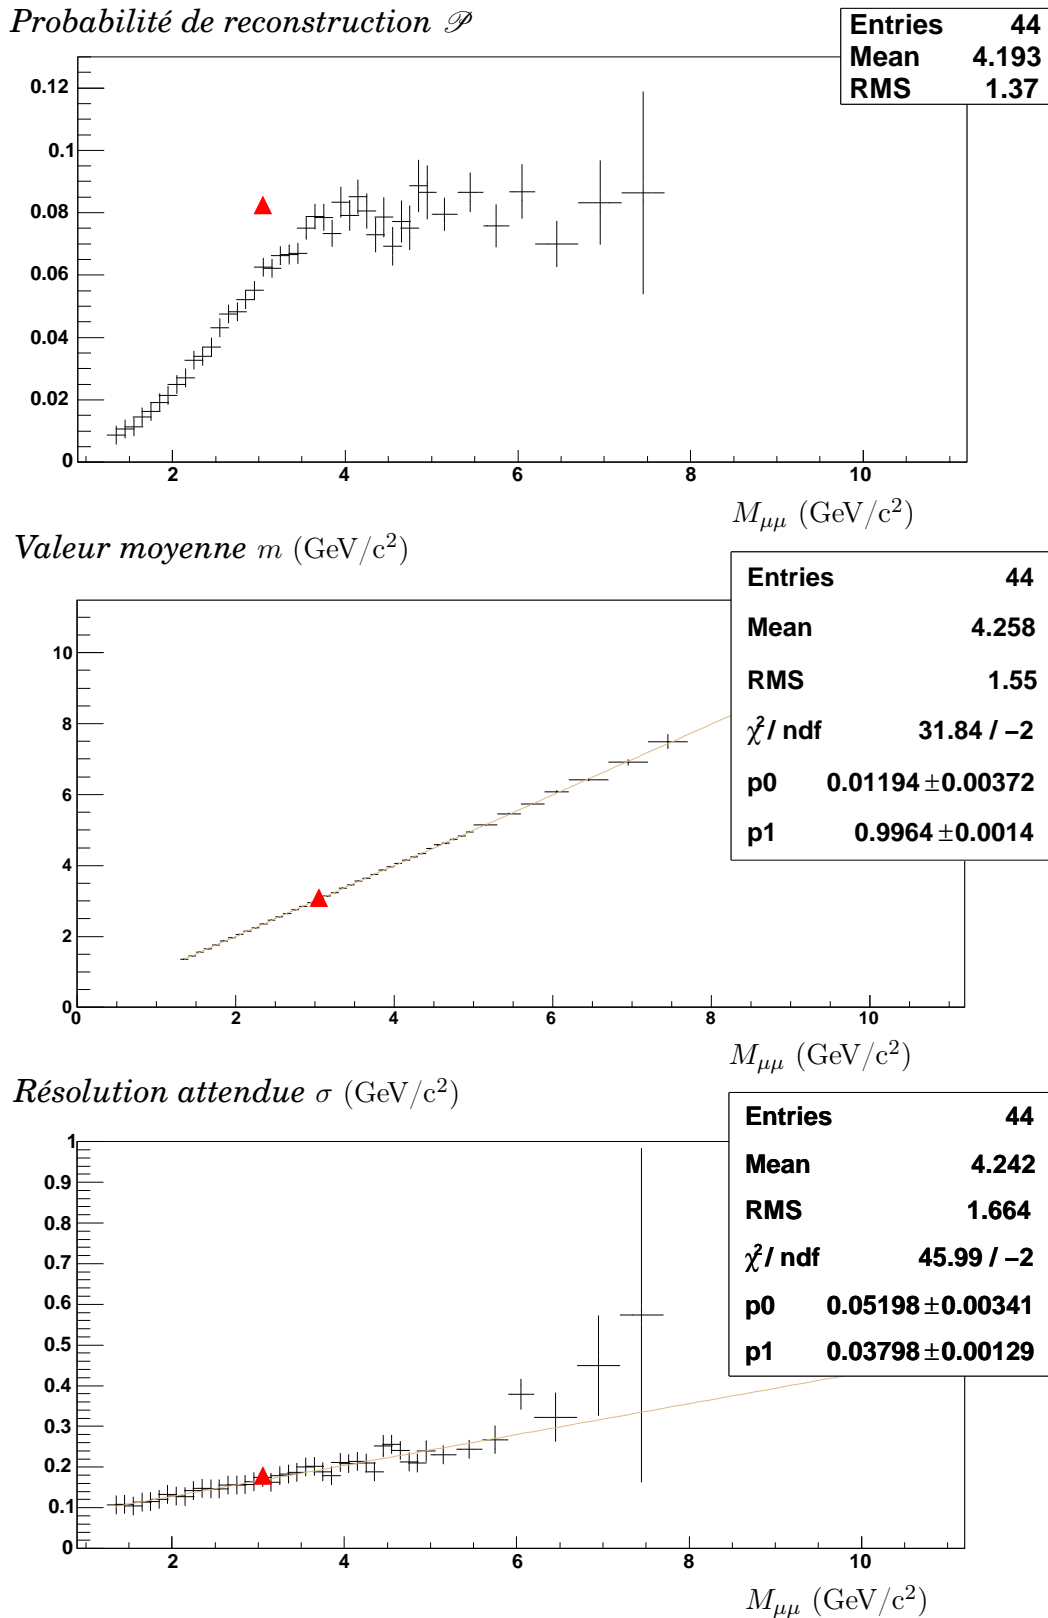 Probabilité de reconstruction 𝒫
Entries 44
Mean 4.193
RMS 1.37
0.12
0.1
0.08
0.06
0.04
0.02
0
2 4 6 8 10
M_{μμ} (GeV/c²)
Valeur moyenne m (GeV/c²)
Entries 44
Mean 4.258
RMS 1.55
χ² / ndf 31.84 / −2
p0 0.01194 ± 0.00372
p1 0.9964 ± 0.0014
10
8
6
4
2
0
0 2 4 6 8 10
M_{μμ} (GeV/c²)
Résolution attendue σ (GeV/c²)
Entries 44
Mean 4.242
RMS 1.664
χ² / ndf 45.99 / −2
p0 0.05198 ± 0.00341
p1 0.03798 ± 0.00129
1
0.9
0.8
0.7
0.6
0.5
0.4
0.3
0.2
0.1
0
2 4 6 8 10
M_{μμ} (GeV/c²)